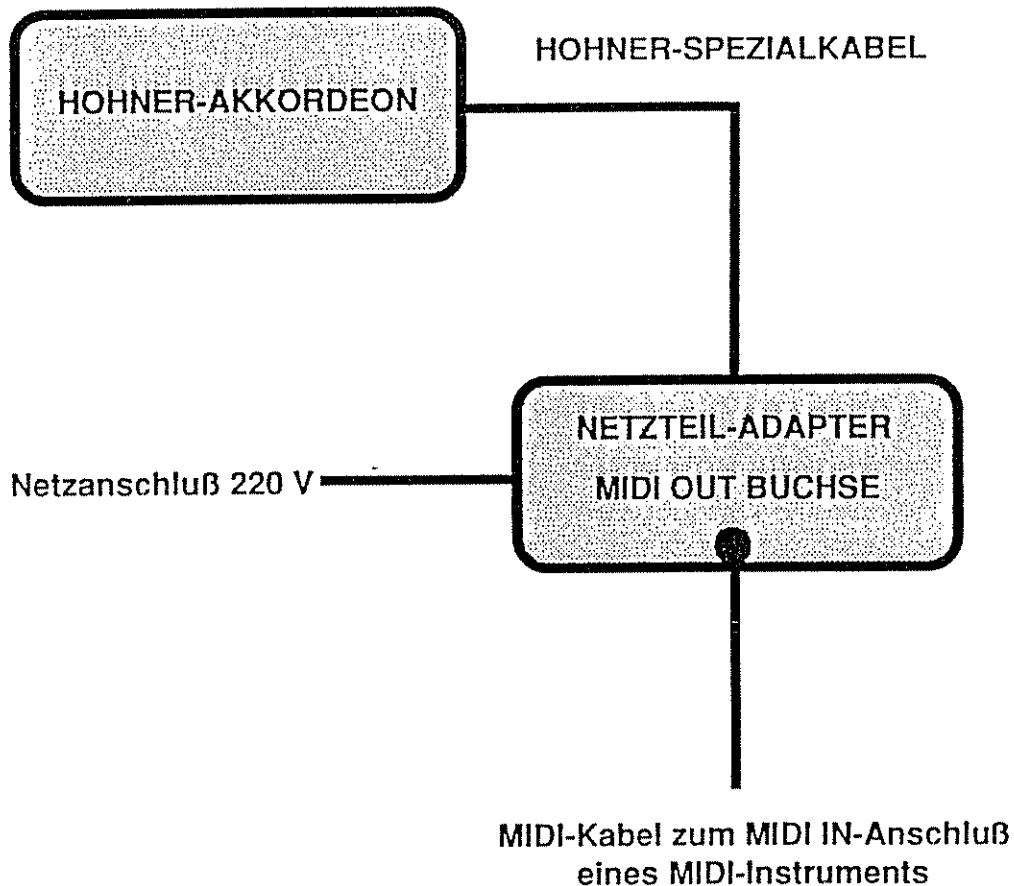 HOHNER-SPEZIALKABEL
HOHNER-AKKORDEON
NETZTEIL-ADAPTER
MIDI OUT BUCHSE
Netzanschluß 220 V
MIDI-Kabel zum MIDI IN-Anschluß
eines MIDI-Instruments